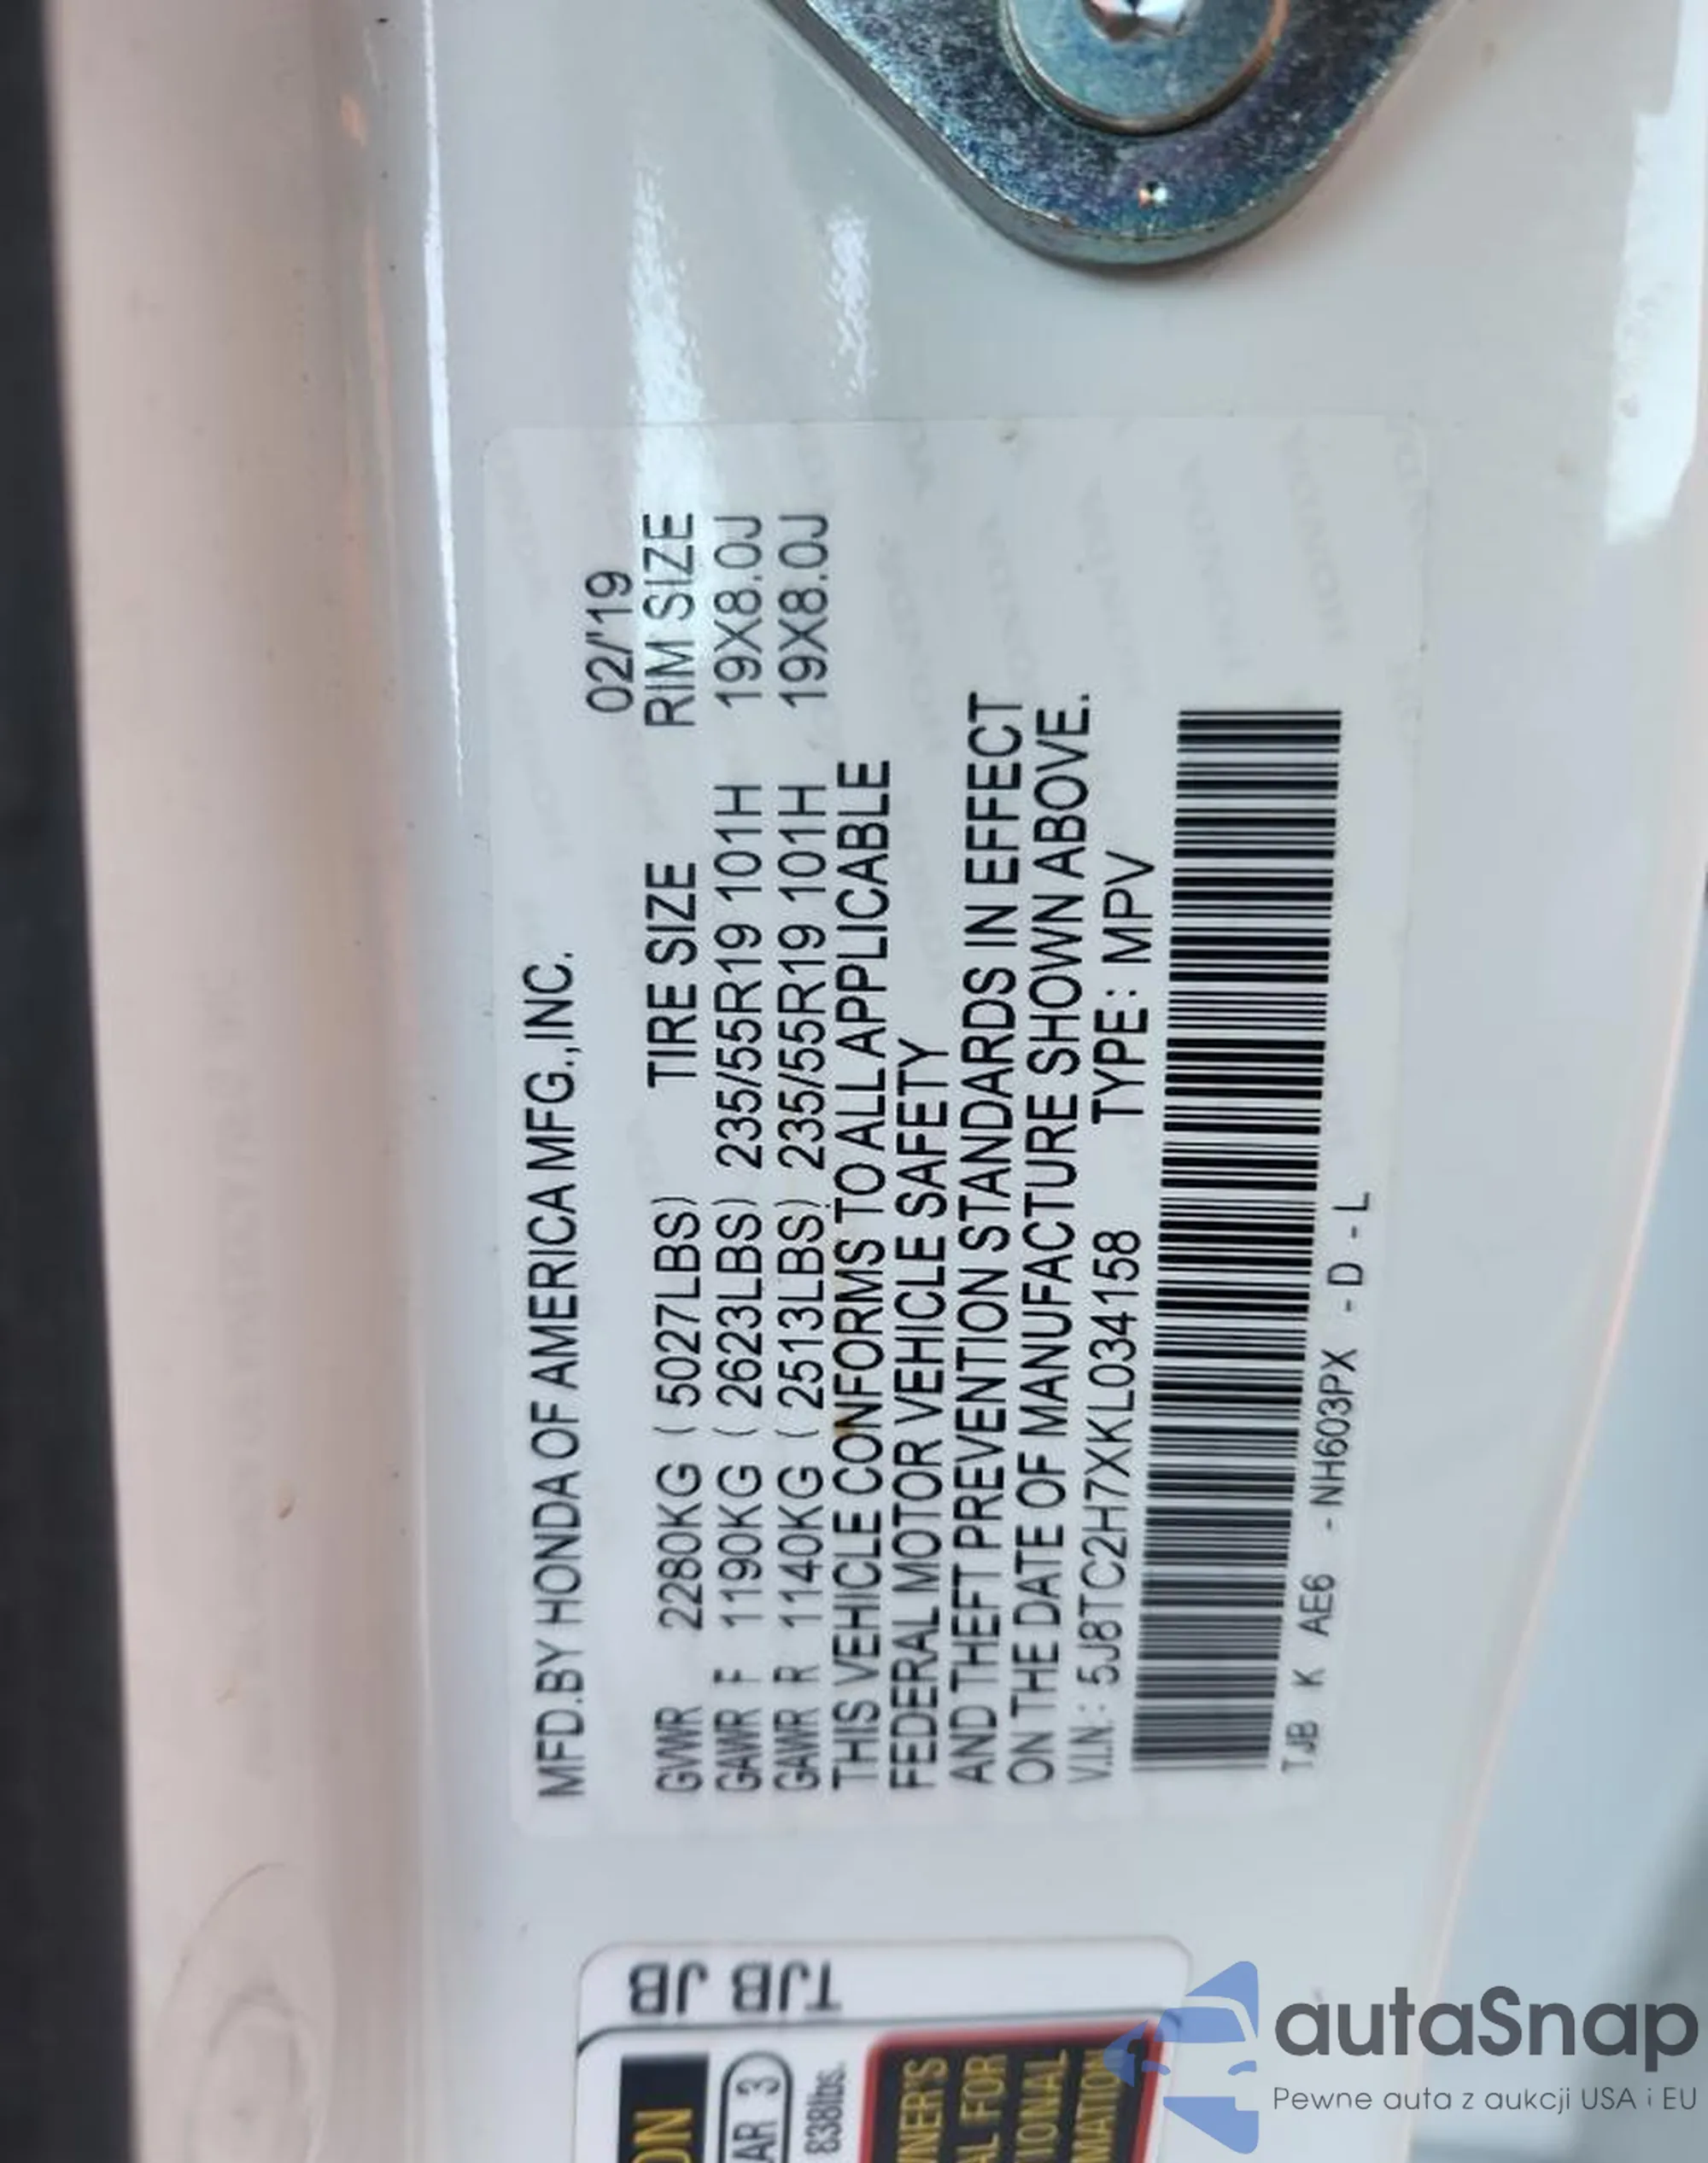 MFD.BY HONDA OF AMERICA MFG.,INC.
02/'19
TIRE SIZE RIM SIZE
GVWR 2280KG ( 5027LBS)
GAWR F 1190KG ( 2623LBS) 235/55R19 101H 19X8.0J
GAWR R 1140KG ( 2513LBS) 235/55R19 101H 19X8.0J
THIS VEHICLE CONFORMS TO ALL APPLICABLE
FEDERAL MOTOR VEHICLE SAFETY
AND THEFT PREVENTION STANDARDS IN EFFECT
ON THE DATE OF MANUFACTURE SHOWN ABOVE.
V.I.N.: 5J8TC2H7XKL034158 TYPE: MPV
TJB K AE6 -NH603PX -D-L
TJB JB
AR 3
838lbs.
autaSnap
Pewne auta z aukcji USA i EU